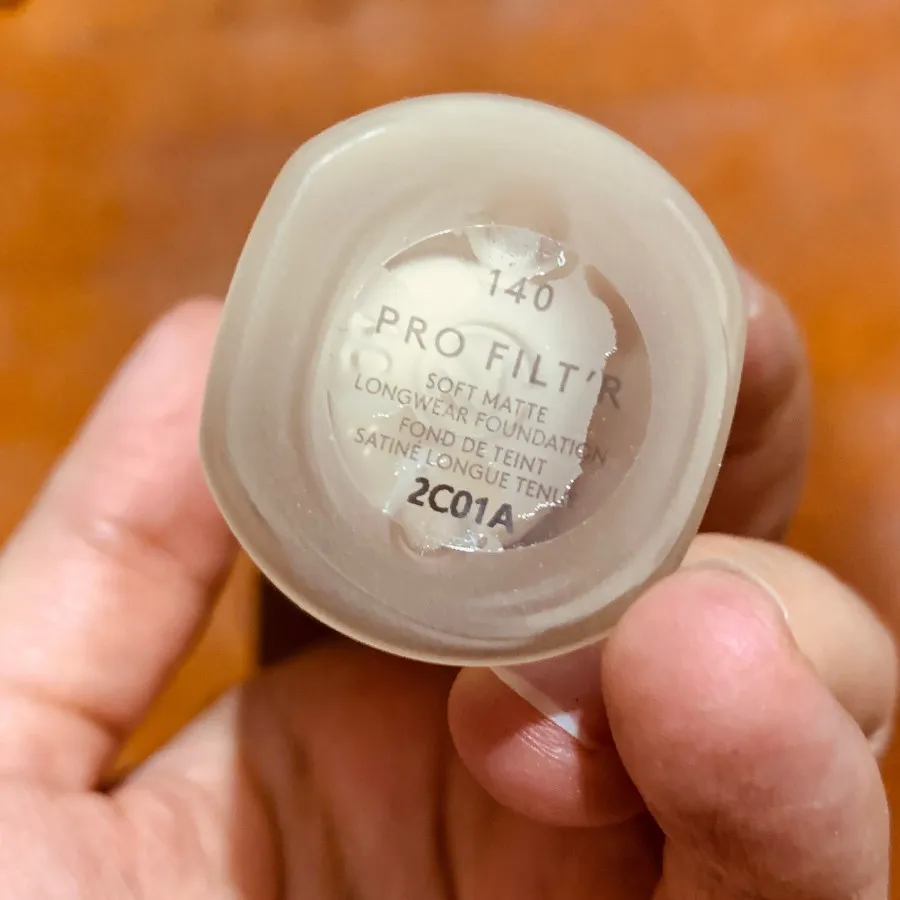 140
PRO FILT'R
SOFT MATTE
LONGWEAR FOUNDATION
FOND DE TEINT
SATINÉ LONGUE TENUE
2C01A